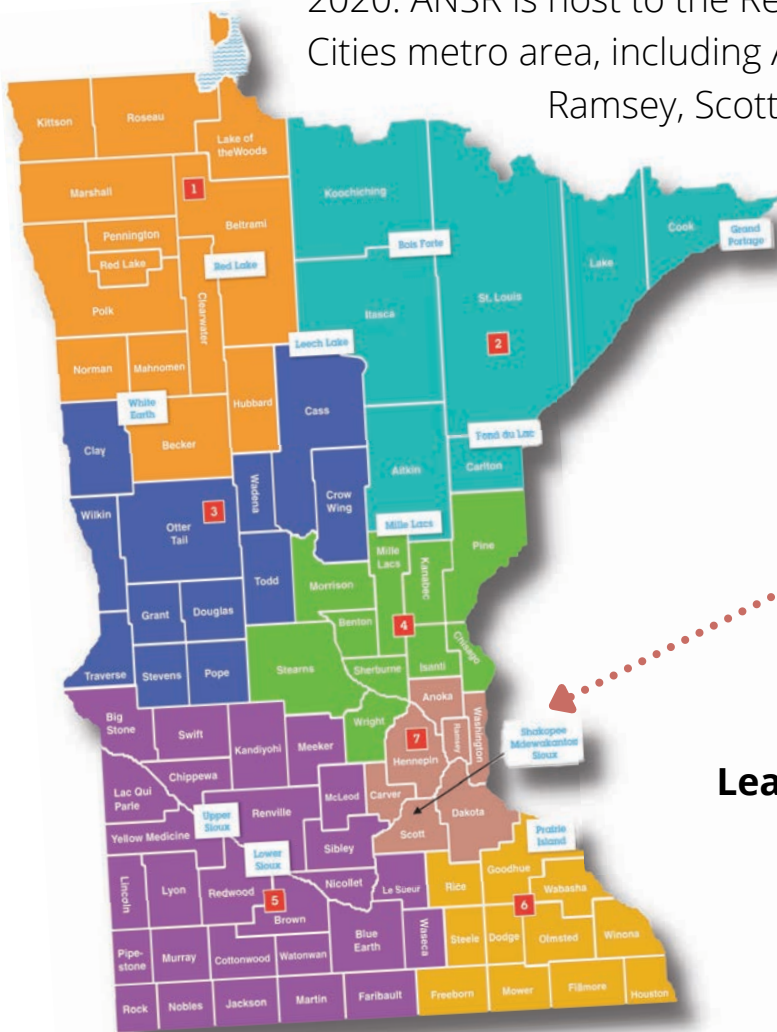 2020. ANSR is host to the Re
Cities metro area, including A
Ramsey, Scott
Kittson
Roseau
Lake of
theWoods
Marshall
1
Beltrami
Pennington
Red Lake
Red Lake
Clearwater
Polk
Norman
Mahnomen
White
Earth
Hubbard
Becker
Koochiching
Bois Forte
Cook
Grand
Portage
Lake
St. Louis
Itasca
2
Leech Lake
Cass
Fond du Lac
Carlton
Aitkin
Clay
Wilkin
3
Otter
Tail
Wadena
Crow
Wing
Mille Lacs
Todd
Grant
Douglas
Traverse
Stevens
Pope
Mille
Lacs
Kanabec
Pine
Morrison
Benton
4
Stearns
Sherburne
Isanti
Chisago
Wright
Anoka
Washington
7
Ramsey
Hennepin
Carver
Scott
Dakota
Shakopee
Mdewakanton
Sioux
Lea
Big
Stone
Swift
Kandiyohi
Meeker
Lac Qui
Parle
Chippewa
McLeod
Upper
Sioux
Renville
Yellow Medicine
Sibley
Lower
Sioux
Lincoln
Lyon
Redwood
5
Brown
Nicollet
Le Sueur
Waseca
Blue
Earth
Pipe-
stone
Murray
Cottonwood
Watonwan
Rock
Nobles
Jackson
Martin
Faribault
Prairie
Island
Goodhue
Rice
Wabasha
6
Steele
Dodge
Olmsted
Winona
Freeborn
Mower
Fillmore
Houston